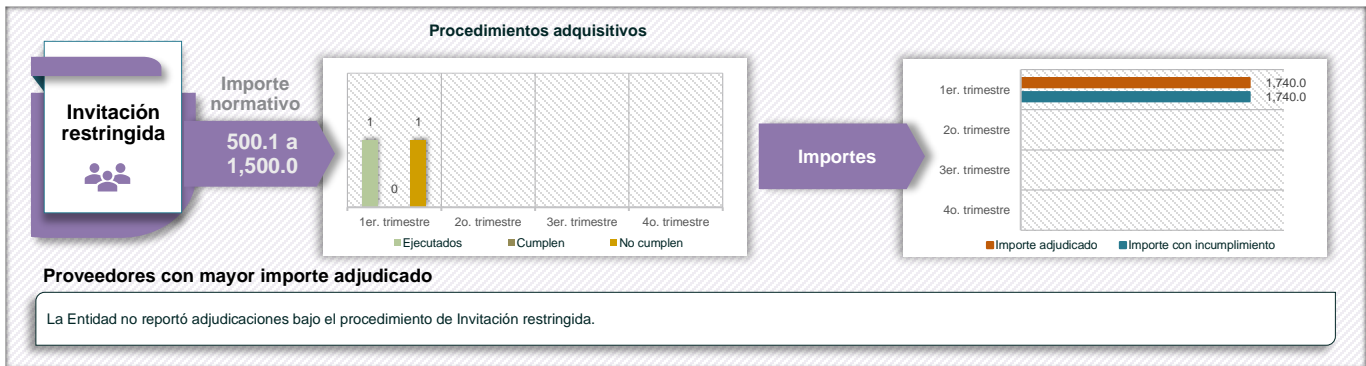 Procedimientos adquisitivos
Invitación
restringida
Importe
normativo
500.1 a
1,500.0
1
0
1
1er. trimestre
2o. trimestre
3er. trimestre
4o. trimestre
Ejecutados
Cumplen
No cumplen
Importes
1er. trimestre
1,740.0
1,740.0
2o. trimestre
3er. trimestre
4o. trimestre
Importe adjudicado
Importe con incumplimiento
Proveedores con mayor importe adjudicado
La Entidad no reportó adjudicaciones bajo el procedimiento de Invitación restringida.